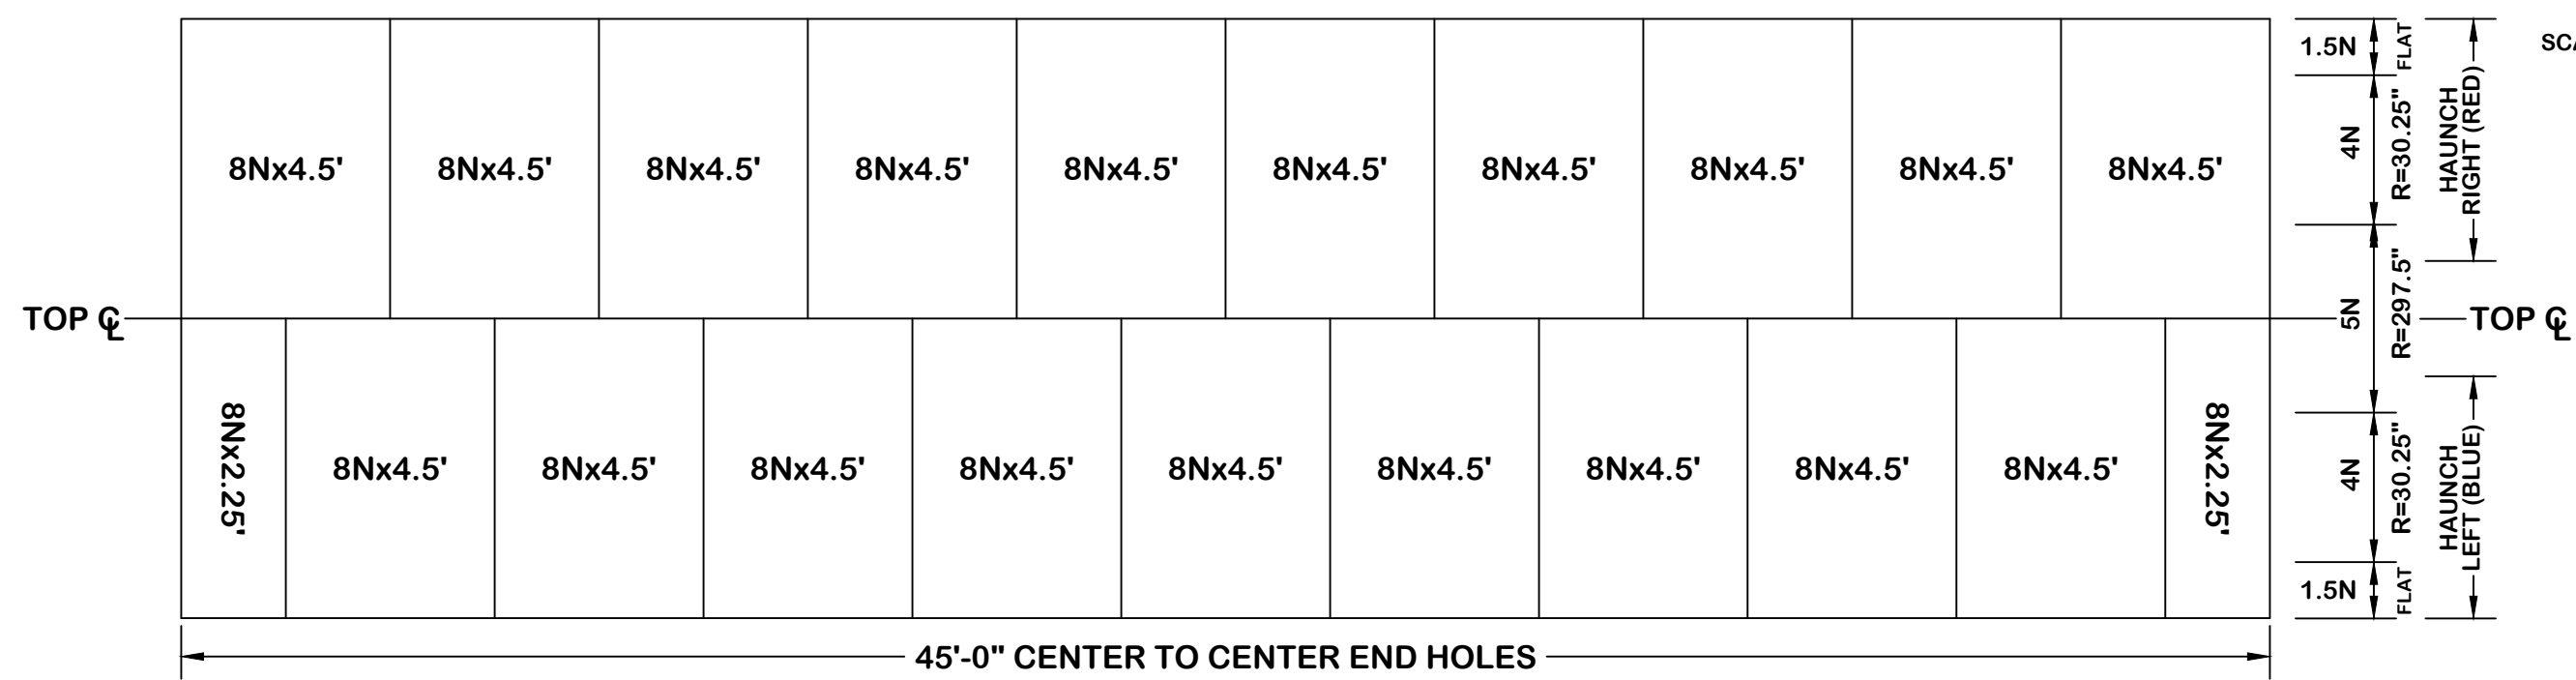 1.5N
FLAT
SCA
8Nx4.5'
8Nx4.5'
8Nx4.5'
8Nx4.5'
8Nx4.5'
8Nx4.5'
8Nx4.5'
8Nx4.5'
8Nx4.5'
8Nx4.5'
4N
R=30.25"
HAUNCH
RIGHT (RED)
TOP ℄
5N
R=297.5"
TOP ℄
8Nx2.25'
8Nx4.5'
8Nx4.5'
8Nx4.5'
8Nx4.5'
8Nx4.5'
8Nx4.5'
8Nx4.5'
8Nx4.5'
8Nx4.5'
8Nx2.25'
4N
R=30.25"
HAUNCH
LEFT (BLUE)
1.5N
FLAT
45'-0" CENTER TO CENTER END HOLES